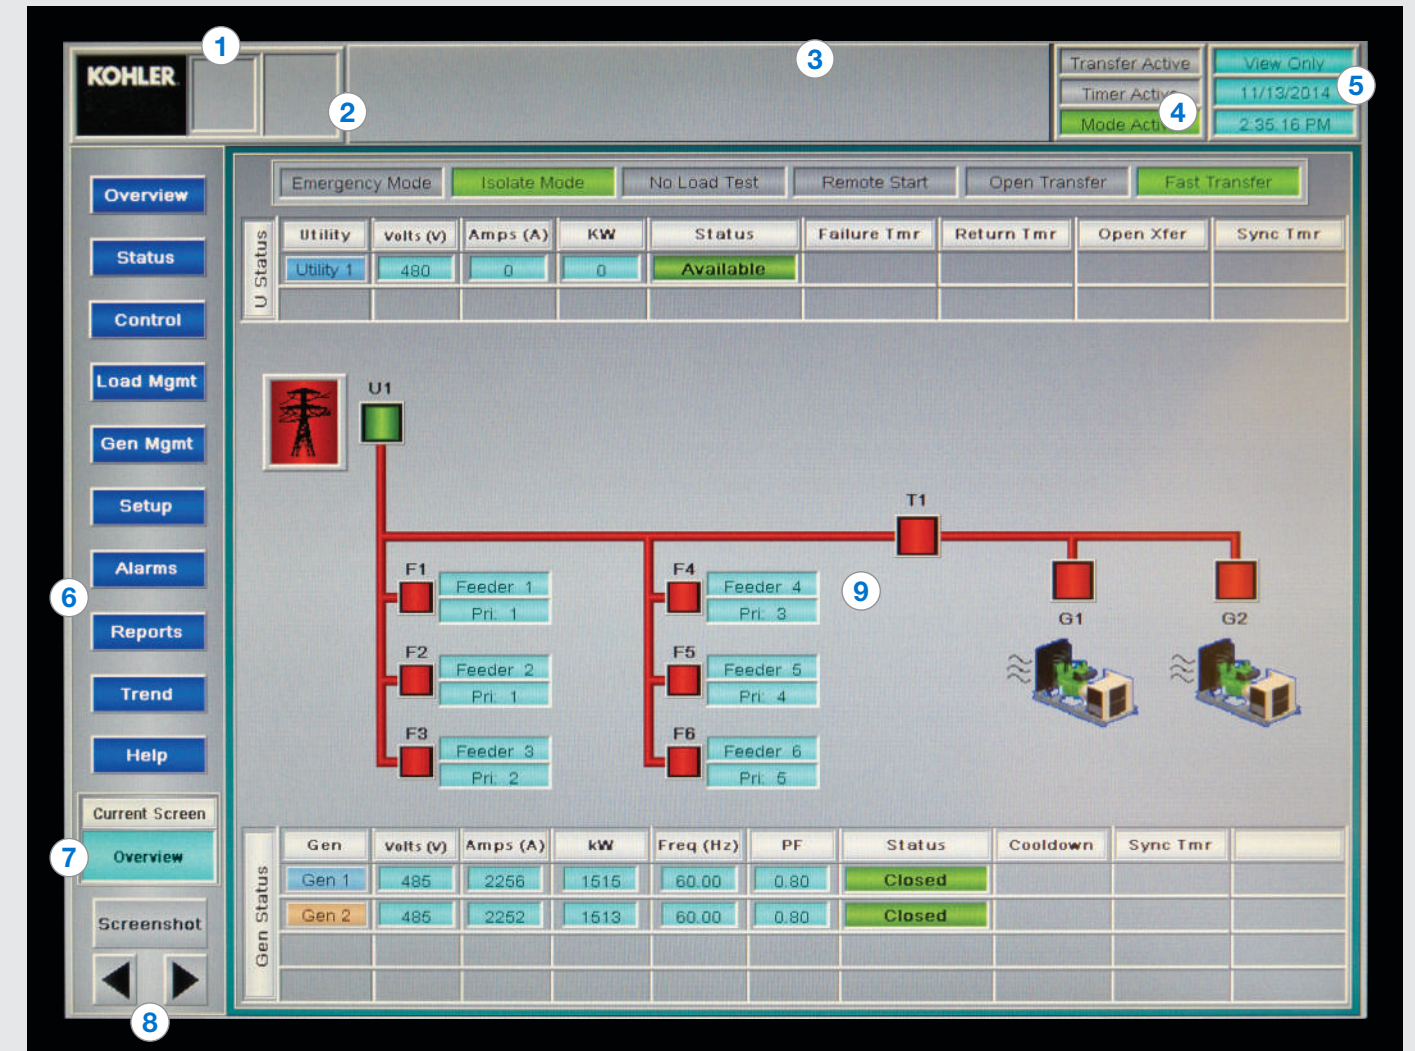 1
KOHLER
2
3
Transfer Active
View Only
5
Timer Active
4
11/13/2014
Mode Active
2:35:16 PM
Overview
Status
Control
Load Mgmt
Gen Mgmt
Setup
Alarms
6
Reports
Trend
Help
Current Screen
7
Overview
Screenshot
8
Emergency Mode
Isolate Mode
No Load Test
Remote Start
Open Transfer
Fast Transfer
U Status
Utility Volts (V) Amps (A) KW Status Failure Tmr Return Tmr Open Xfer Sync Tmr
Utility 1 480 0 0 Available
U1
T1
F1
Feeder 1
Pri: 1
F4
Feeder 4
Pri: 3
9
F2
Feeder 2
Pri: 1
F5
Feeder 5
Pri: 4
F3
Feeder 3
Pri: 2
F6
Feeder 6
Pri: 5
G1
G2
Gen Status
Gen Volts (V) Amps (A) kW Freq (Hz) PF Status Cooldown Sync Tmr
Gen 1 485 2256 1515 60.00 0.80 Closed
Gen 2 485 2252 1513 60.00 0.80 Closed